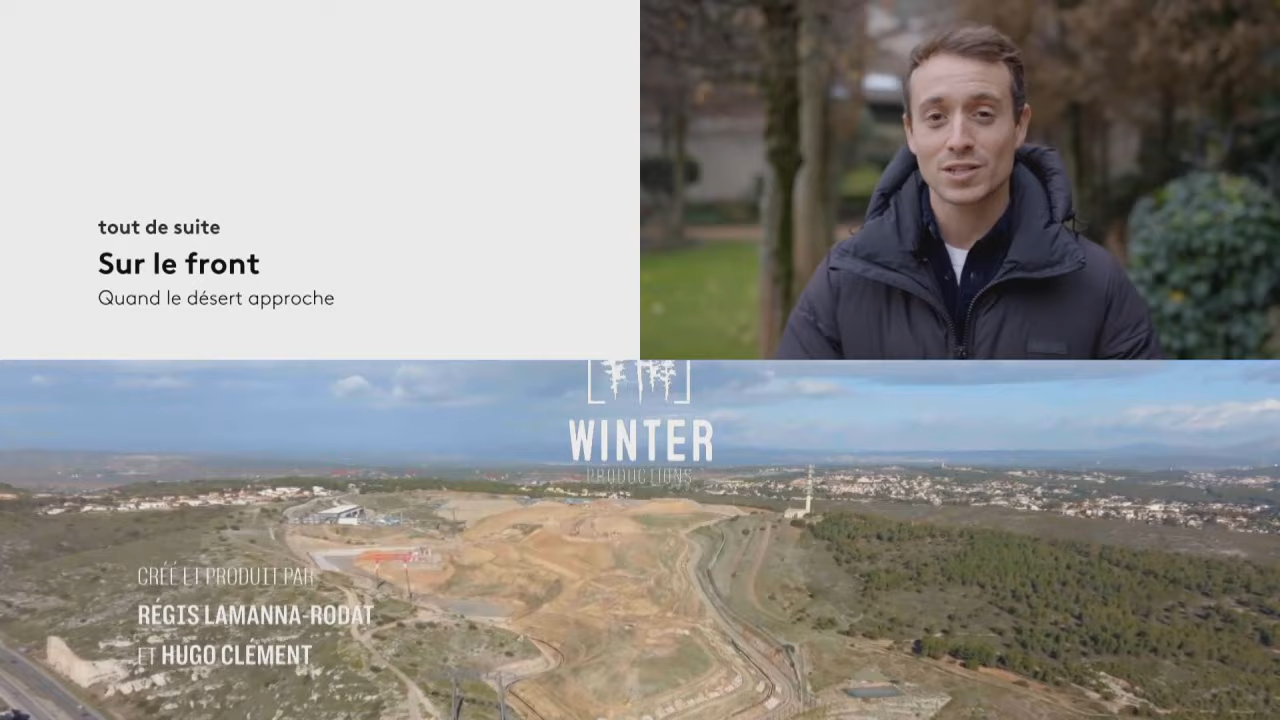 tout de suite
Sur le front
Quand le désert approche
WINTER
PRODUCTIONS
CRÉÉ ET PRODUIT PAR
RÉGIS LAMANNA-RODAT
ET HUGO CLÉMENT